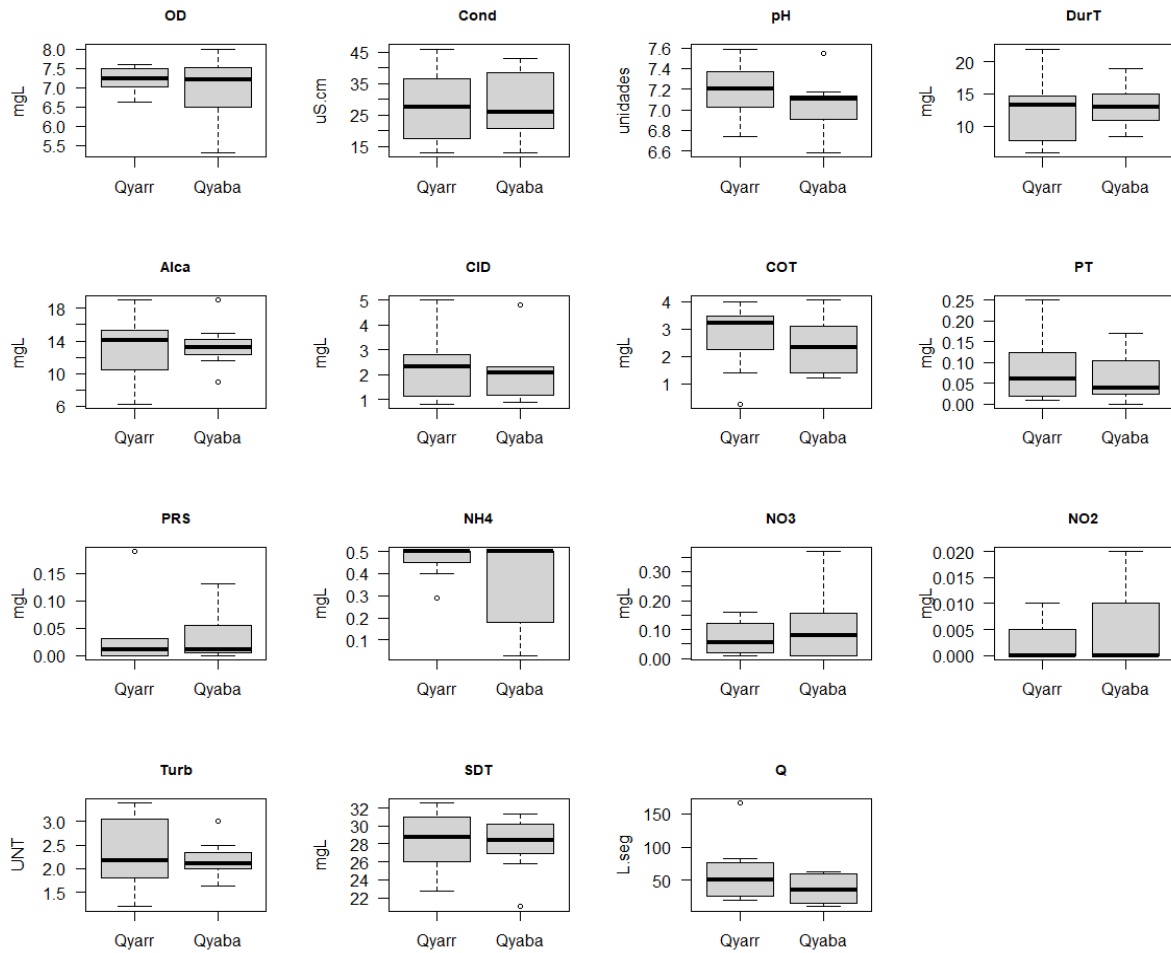 OD
Cond
pH
DurT
mgL
8.0
7.5
7.0
6.5
6.0
5.5
uS.cm
45
35
25
15
unidades
7.6
7.4
7.2
7.0
6.8
6.6
mgL
20
15
10
Qyarr Qyaba
Qyarr Qyaba
Qyarr Qyaba
Qyarr Qyaba
Alca
CID
COT
PT
mgL
18
14
10
6
mgL
5
4
3
2
1
mgL
4
3
2
1
mgL
0.25
0.20
0.15
0.10
0.05
0.00
Qyarr Qyaba
Qyarr Qyaba
Qyarr Qyaba
Qyarr Qyaba
PRS
NH4
NO3
NO2
mgL
0.15
0.10
0.05
0.00
mgL
0.5
0.4
0.3
0.2
0.1
mgL
0.30
0.20
0.10
0.00
mgL
0.020
0.015
0.010
0.005
0.000
Qyarr Qyaba
Qyarr Qyaba
Qyarr Qyaba
Qyarr Qyaba
Turb
SDT
Q
UNT
3.0
2.5
2.0
1.5
mgL
32
30
28
26
24
22
L.seg
150
100
50
Qyarr Qyaba
Qyarr Qyaba
Qyarr Qyaba